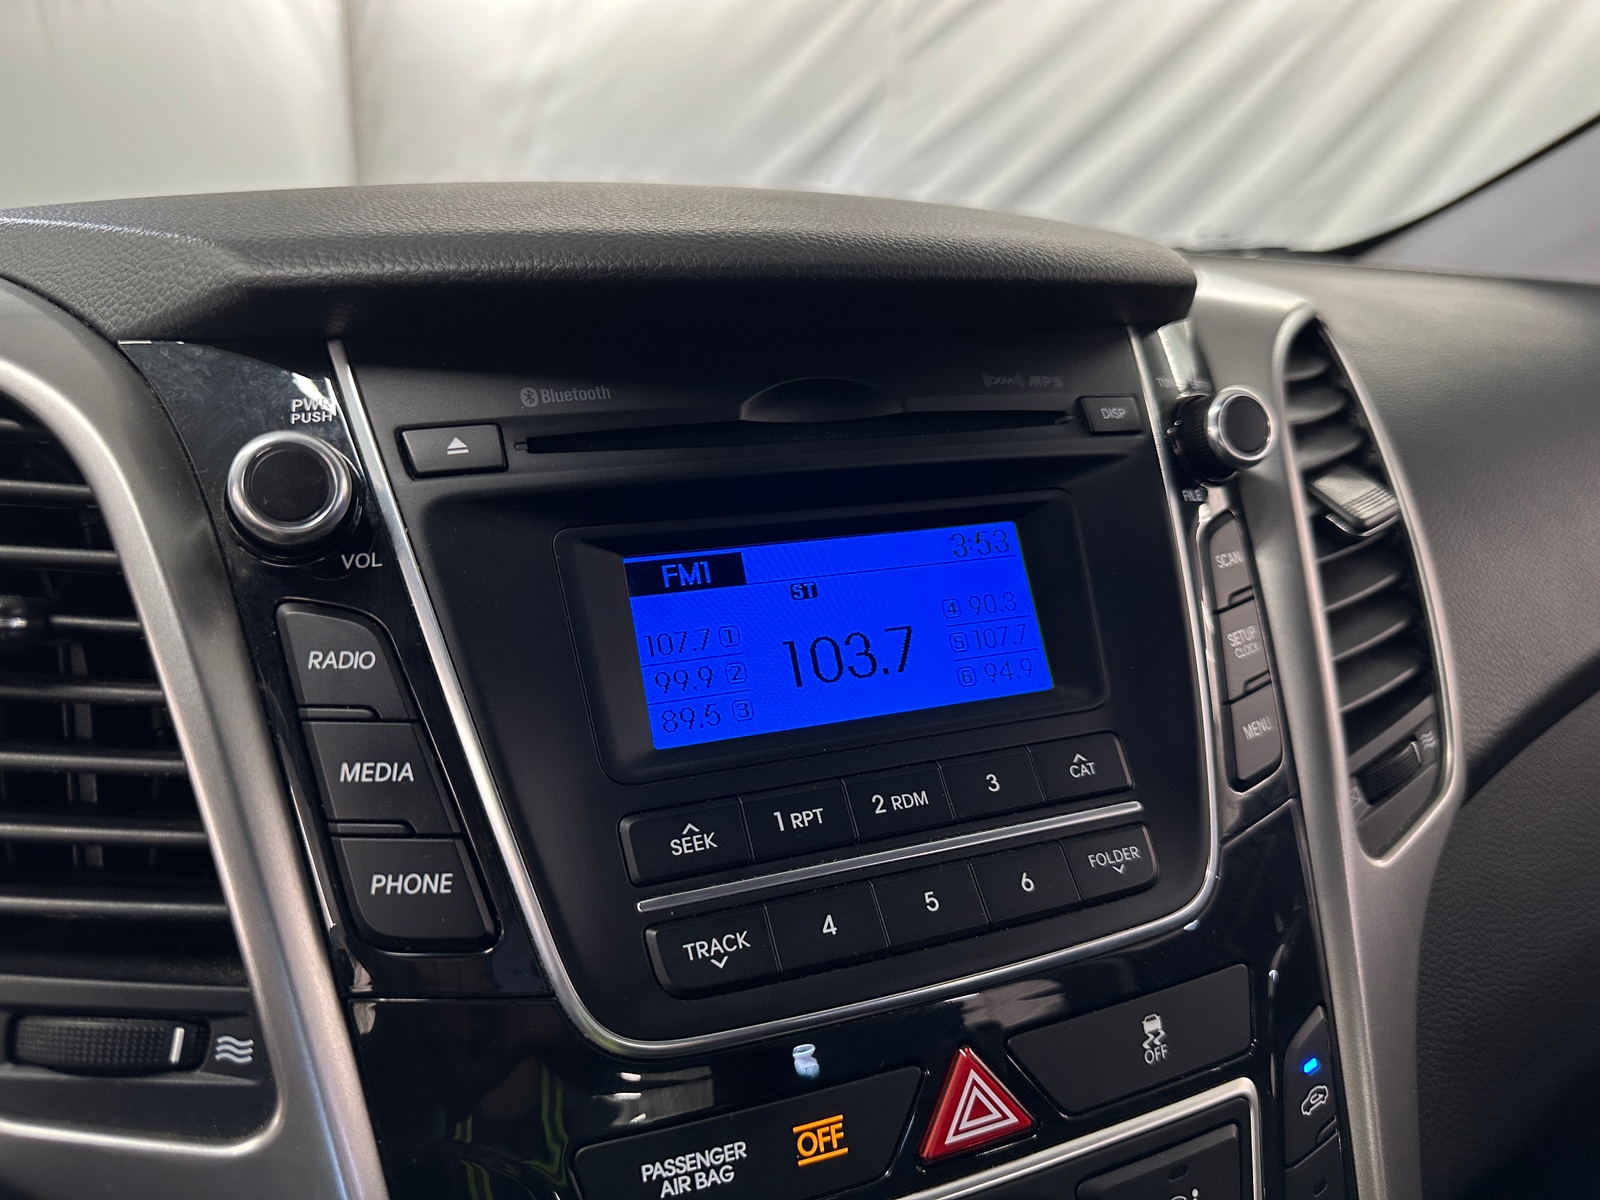 Bluetooth
MP3
DISP
PWR
PUSH
VOL
FILE
RADIO
MEDIA
PHONE
FM1
3:53
ST
107.7 1
99.9 2
89.5 3
103.7
4 90.3
5 107.7
6 94.9
SCAN
SETUP
CLOCK
MENU
SEEK
1 RPT
2 RDM
3
CAT
TRACK
4
5
6
FOLDER
OFF
PASSENGER
AIR BAG
OFF